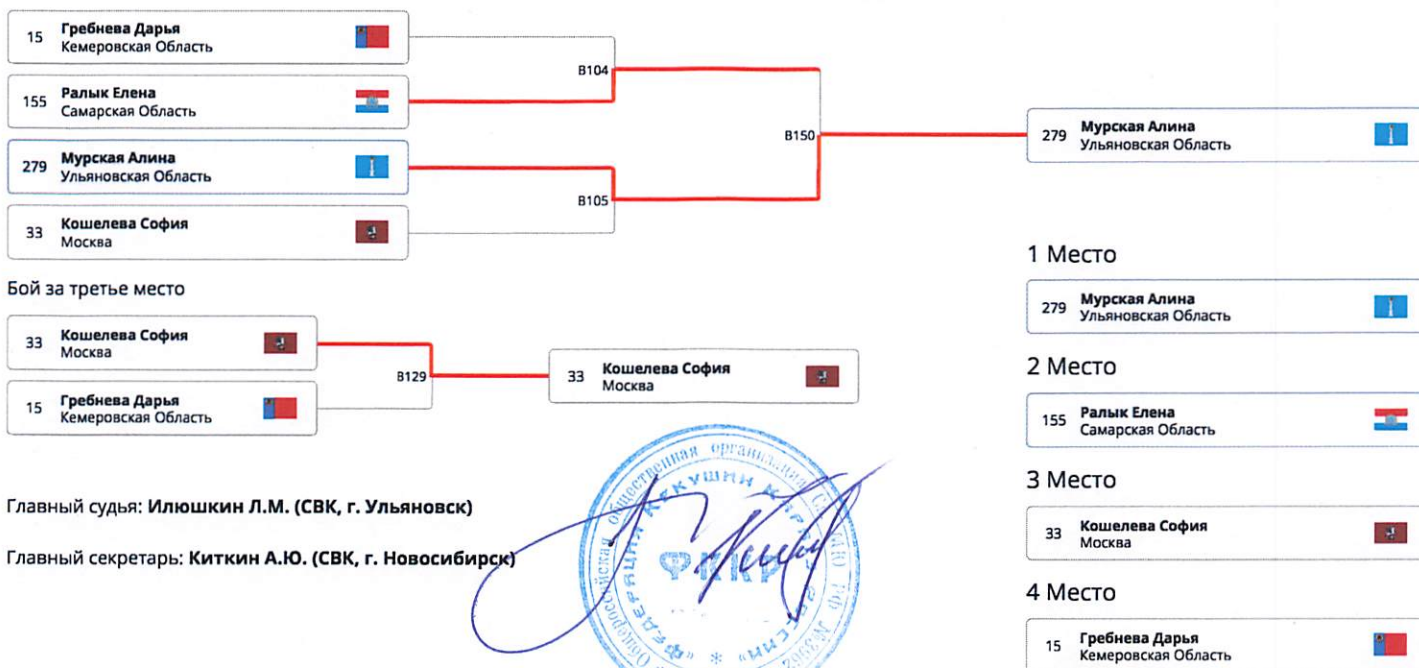 15 Гребнева Дарья
Кемеровская Область
155 Ралык Елена
Самарская Область
279 Мурская Алина
Ульяновская Область
33 Кошелева София
Москва
B104
B105
B150
279 Мурская Алина
Ульяновская Область
Бой за третье место
33 Кошелева София
Москва
15 Гребнева Дарья
Кемеровская Область
B129
33 Кошелева София
Москва
1 Место
279 Мурская Алина
Ульяновская Область
2 Место
155 Ралык Елена
Самарская Область
3 Место
33 Кошелева София
Москва
4 Место
15 Гребнева Дарья
Кемеровская Область
Главный судья: Илюшкин Л.М. (СВК, г. Ульяновск)
Главный секретарь: Киткин А.Ю. (СВК, г. Новосибирск)
Общероссийская общественная организация
ФККР